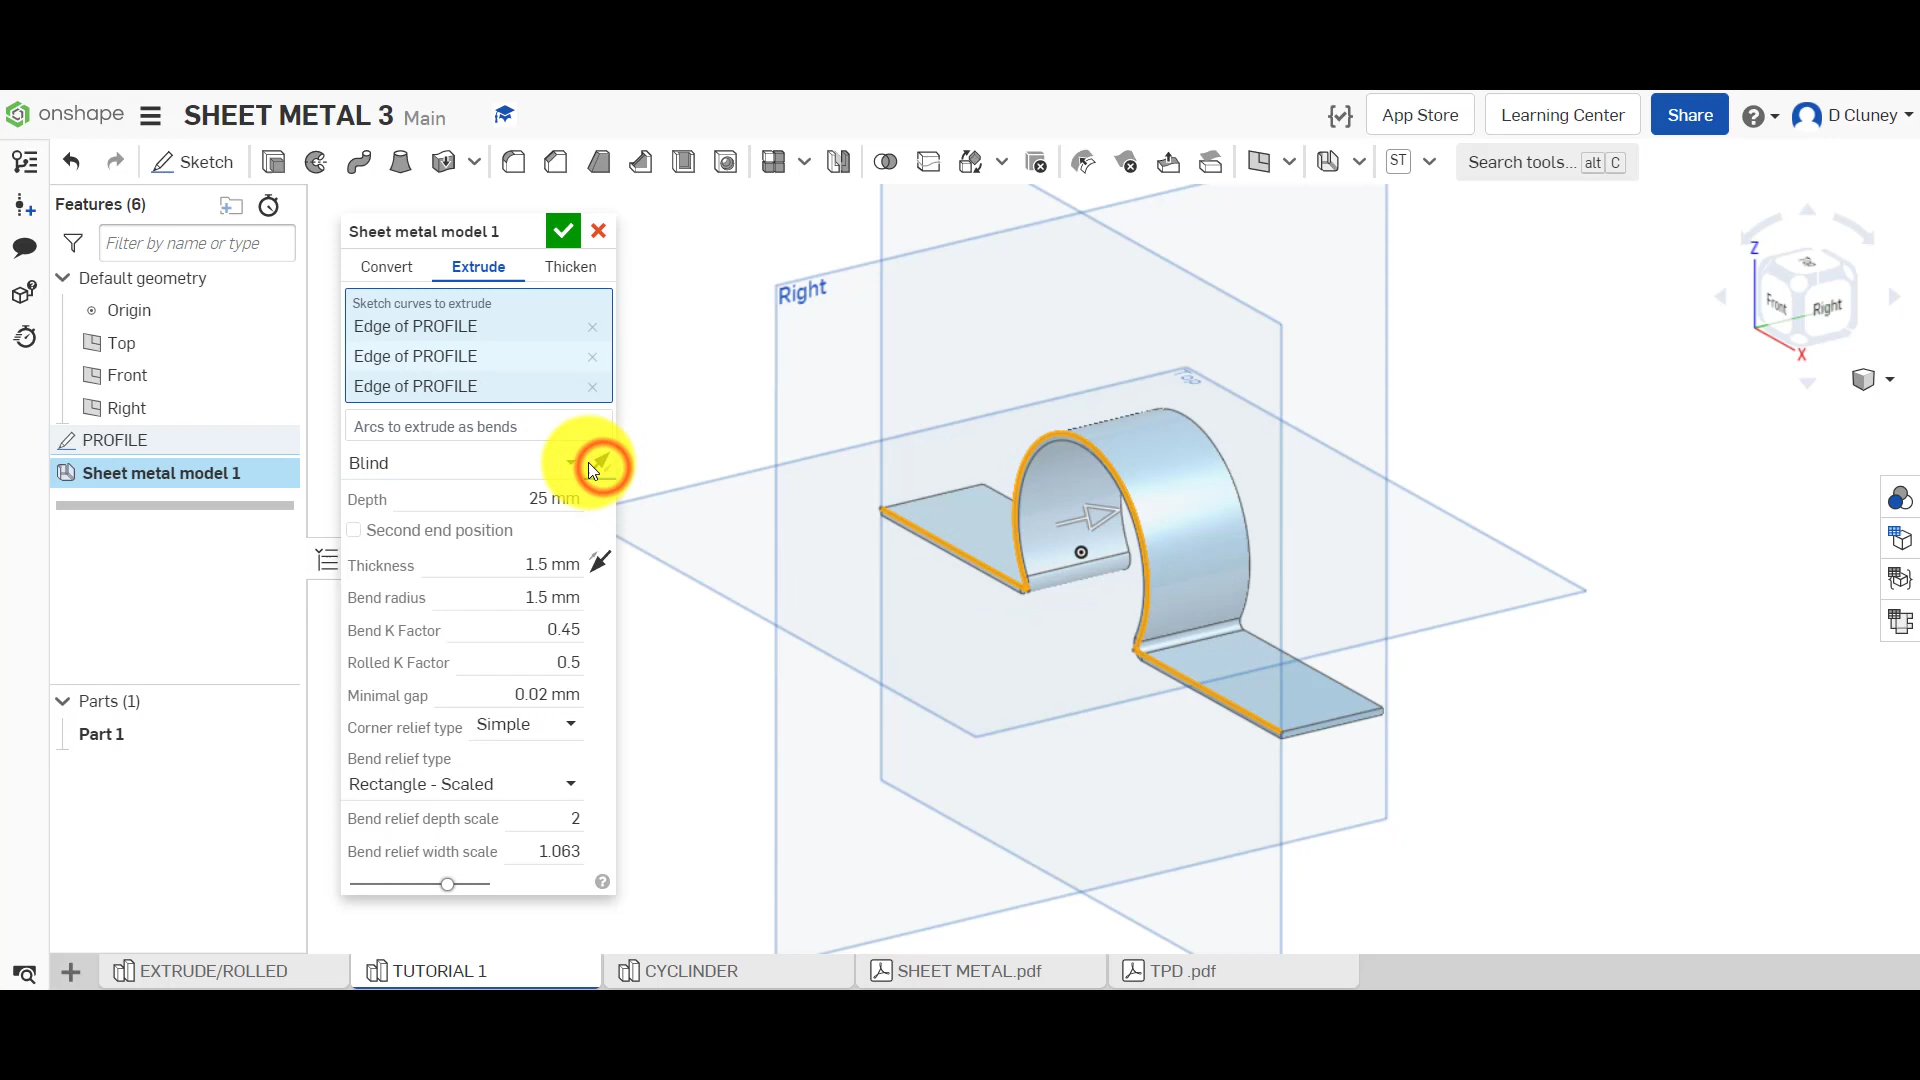 onshape SHEET METAL 3 Main App Store Learning Center Share D Cluney
Sketch ST Search tools... alt C
Features (6)
Filter by name or type
Default geometry
Origin
Top
Front
Right
PROFILE
Sheet metal model 1
Parts (1)
Part 1
Sheet metal model 1
Convert Extrude Thicken
Sketch curves to extrude
Edge of PROFILE
Edge of PROFILE
Edge of PROFILE
Arcs to extrude as bends
Blind
Depth 25 mm
Second end position
Thickness 1.5 mm
Bend radius 1.5 mm
Bend K Factor 0.45
Rolled K Factor 0.5
Minimal gap 0.02 mm
Corner relief type Simple
Bend relief type
Rectangle - Scaled
Bend relief depth scale 2
Bend relief width scale 1.063
Right
Top
Z
Front Right
X
EXTRUDE/ROLLED TUTORIAL 1 CYCLINDER SHEET METAL.pdf TPD .pdf